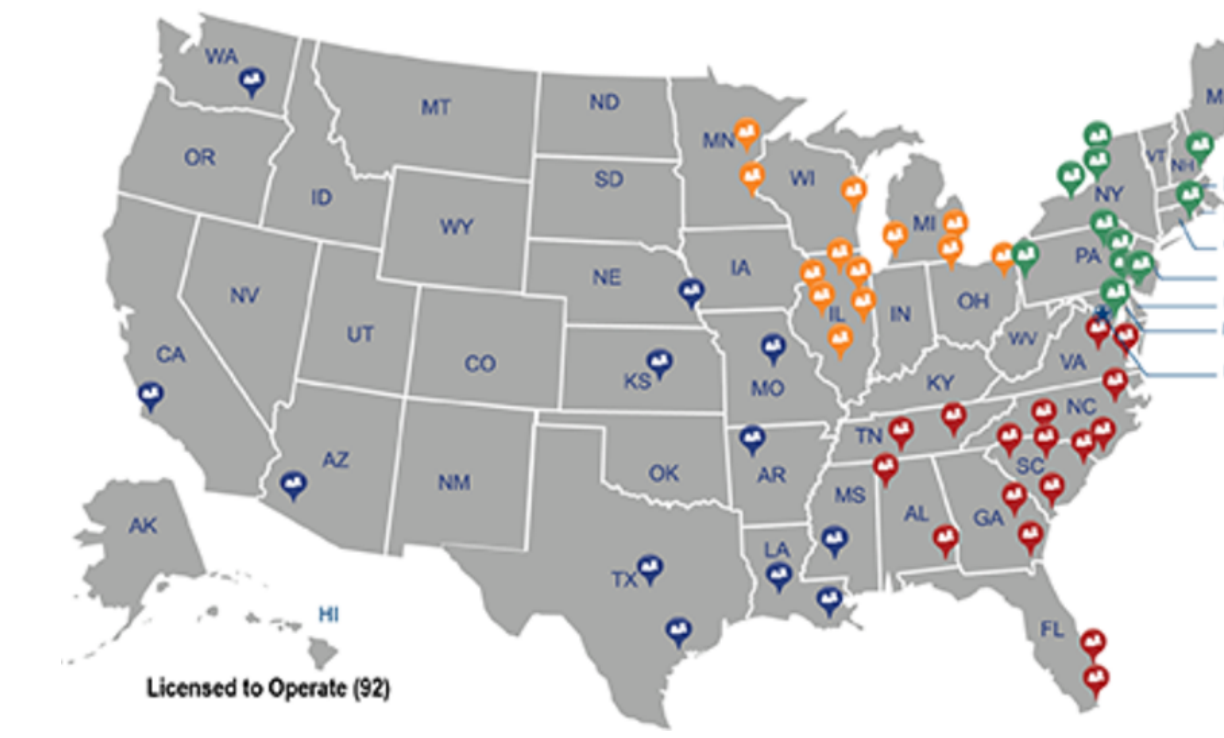 WA
MT
ND
MN
OR
ID
SD
WI
MI
VT
NH
NY
M
WY
NE
IA
PA
NV
UT
CO
IL
IN
OH
WV
CA
KS
MO
KY
VA
NC
AZ
NM
OK
AR
TN
SC
MS
AL
GA
AK
LA
TX
HI
FL
Licensed to Operate (92)